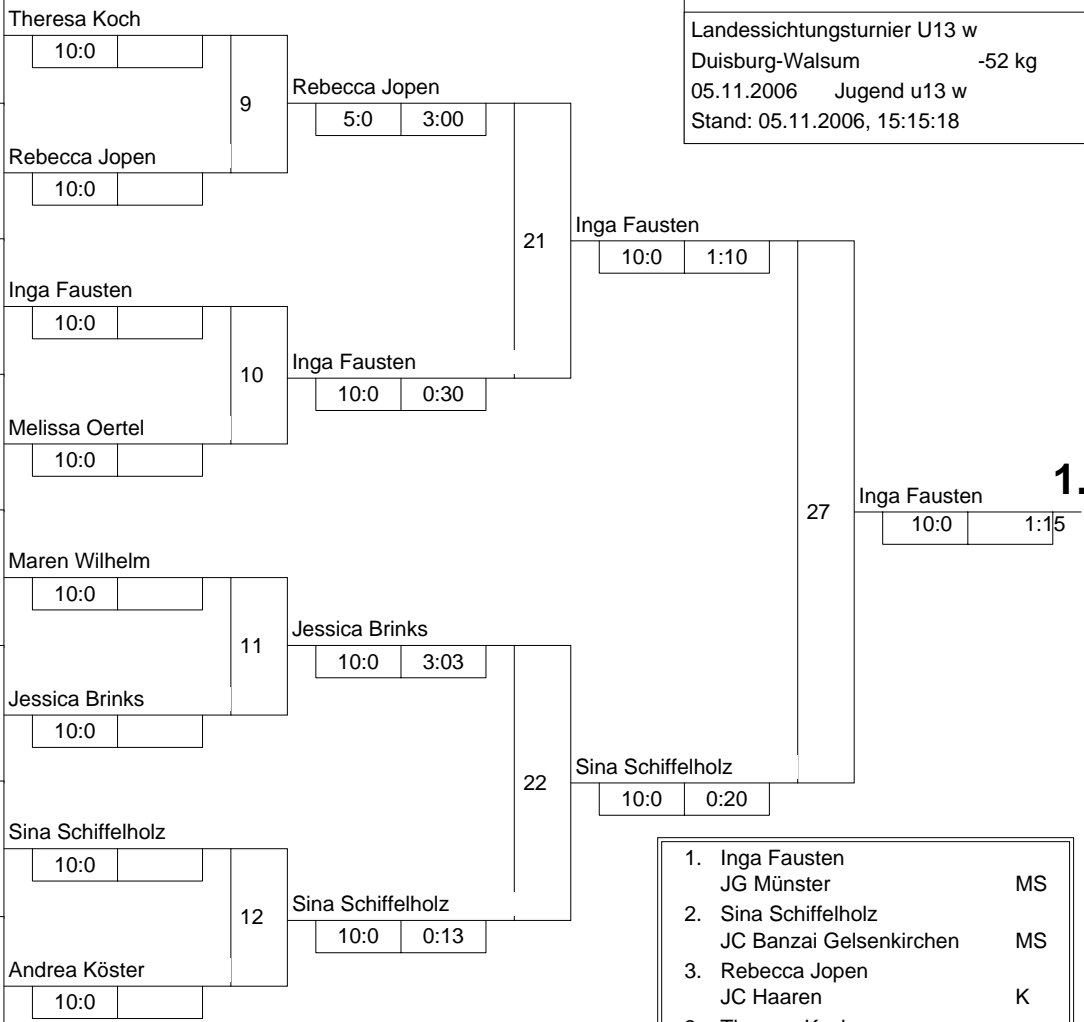 Theresa Koch
10:0
9
Rebecca Jopen
5:0 3:00
Rebecca Jopen
10:0
21
Inga Fausten
10:0 1:10
Inga Fausten
10:0
10
Inga Fausten
10:0 0:30
Melissa Oertel
10:0
27
Inga Fausten 1.
10:0 1:15
Maren Wilhelm
10:0
11
Jessica Brinks
10:0 3:03
Jessica Brinks
10:0
22
Sina Schiffelholz
10:0 0:20
Sina Schiffelholz
10:0
12
Sina Schiffelholz
10:0 0:13
Andrea Köster
10:0
Landessichtungsturnier U13 w
Duisburg-Walsum -52 kg
05.11.2006 Jugend u13 w
Stand: 05.11.2006, 15:15:18
1. Inga Fausten
JG Münster MS
2. Sina Schiffelholz
JC Banzai Gelsenkirchen MS
3. Rebecca Jopen
JC Haaren K